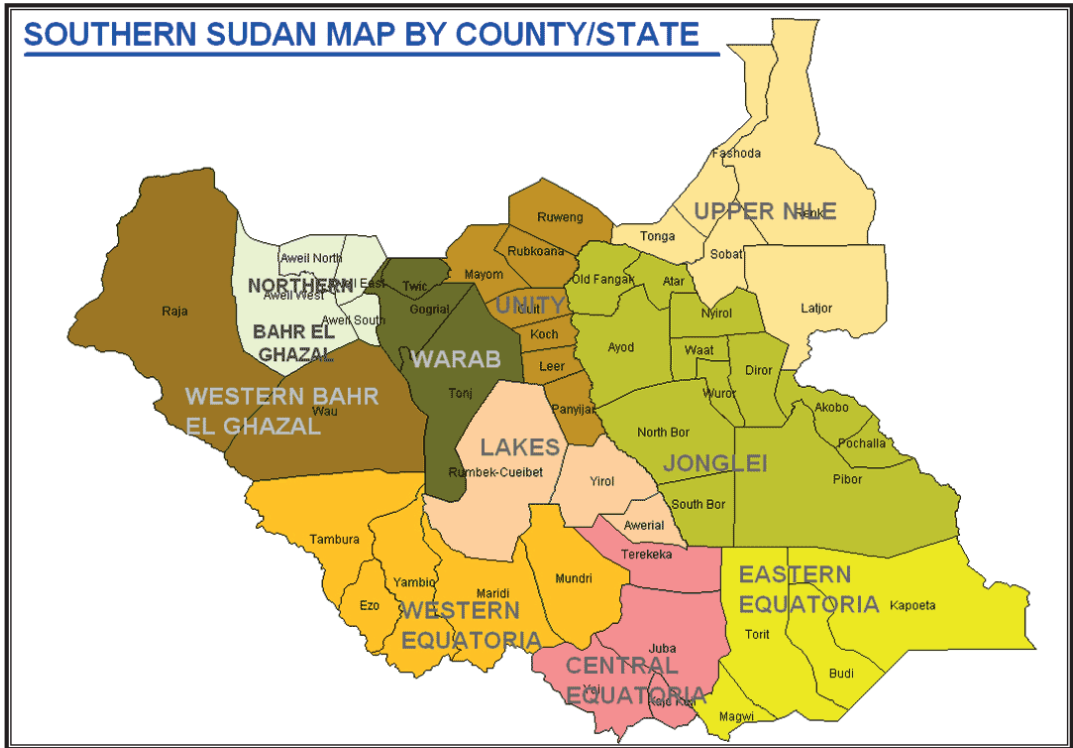 SOUTHERN SUDAN MAP BY COUNTY/STATE
Fashoda
UPPER NILE
Renk
Ruweng
Tonga
Rubkoana
Sobat
Aweil North
Aweil East
NORTHERN
Aweil West
Twic
Mayom
Old Fangak
Atar
Latjor
Raja
Gogrial
UNITY
Guit
Nyirol
Aweil South
BAHR EL
GHAZAL
Koch
Ayod
Waat
WARAB
Leer
Diror
WESTERN BAHR
EL GHAZAL
Wau
Tonj
Panyijar
Wuror
Akobo
LAKES
North Bor
Pochalla
JONGLEI
Rumbek-Cueibet
Yirol
Pibor
South Bor
Awerial
Tambura
Terekeka
Yambio
Maridi
Mundri
EASTERN
EQUATORIA
Ezo
Kapoeta
WESTERN
EQUATORIA
Torit
Juba
CENTRAL
EQUATORIA
Yei
Kajo Keji
Budi
Magwi